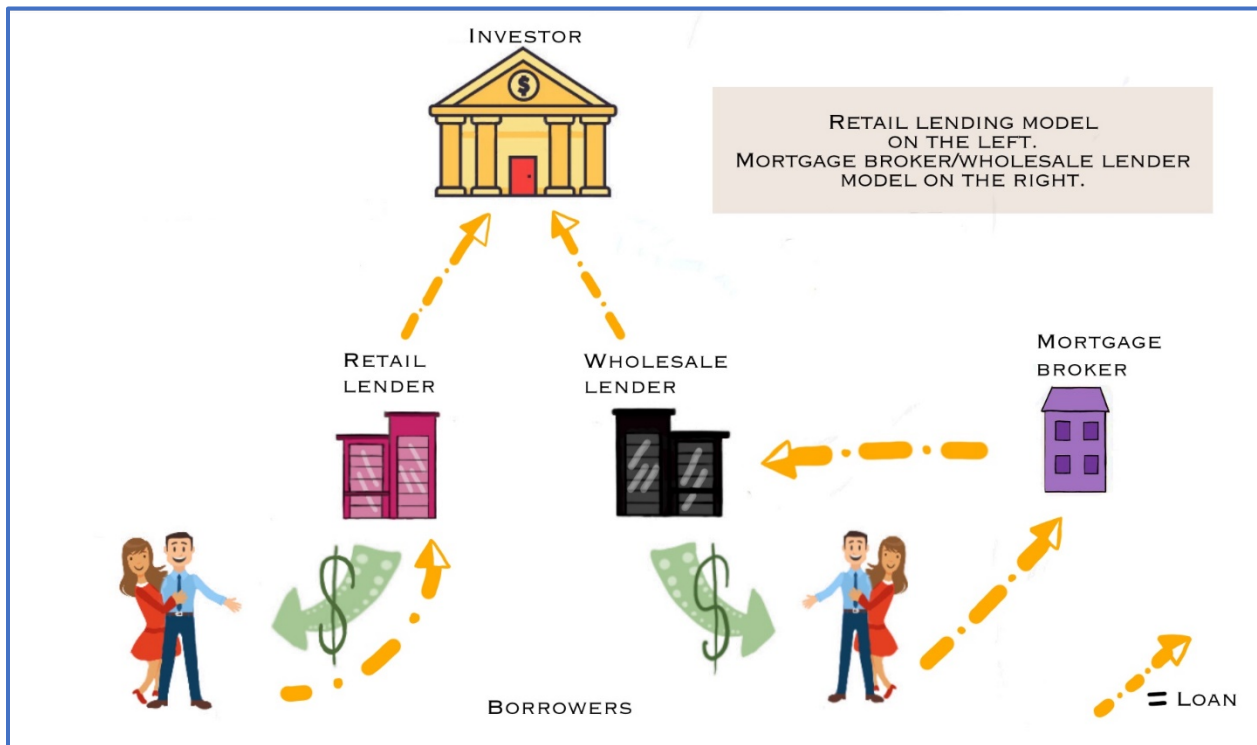 INVESTOR
RETAIL LENDING MODEL
ON THE LEFT.
MORTGAGE BROKER/WHOLESALE LENDER
MODEL ON THE RIGHT.
RETAIL
LENDER
WHOLESALE
LENDER
MORTGAGE
BROKER
$
$
$
BORROWERS
= LOAN